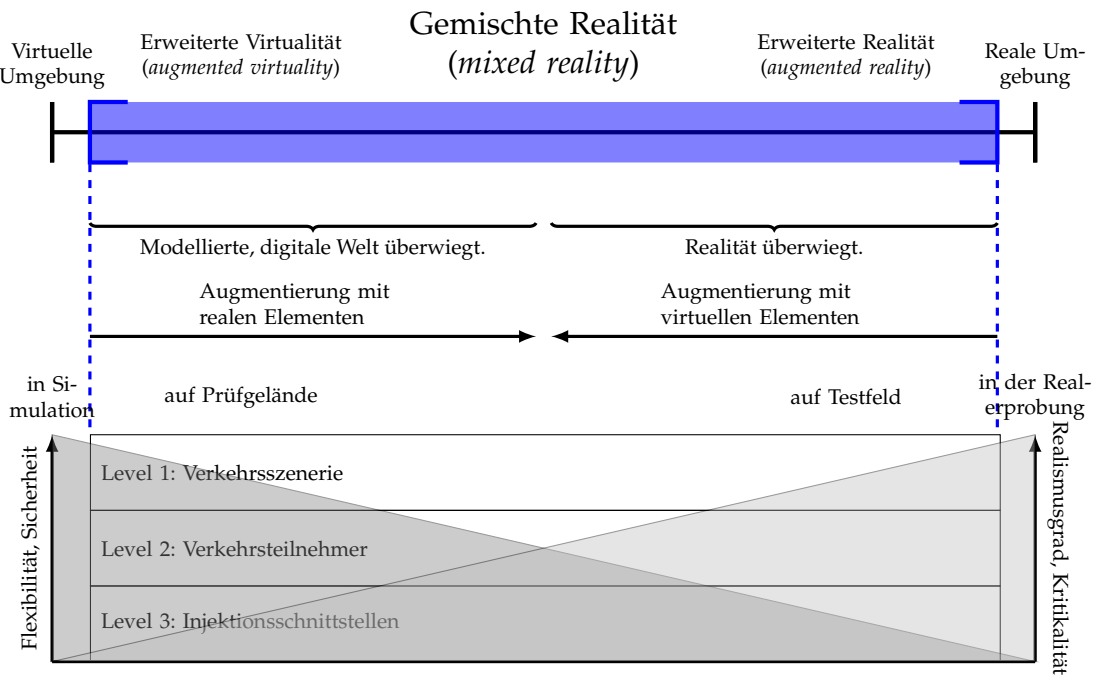 Gemischte Realität
(mixed reality)
Virtuelle
Umgebung
Erweiterte Virtualität
(augmented virtuality)
Erweiterte Realität
(augmented reality)
Reale Um-
gebung
Modellierte, digitale Welt überwiegt.
Realität überwiegt.
Augmentierung mit
realen Elementen
Augmentierung mit
virtuellen Elementen
in Si-
mulation
auf Prüfgelände
auf Testfeld
in der Real-
erprobung
Flexibilität, Sicherheit
Level 1: Verkehrsszenerie
Level 2: Verkehrsteilnehmer
Level 3: Injektionsschnittstellen
Realismusgrad, Kritikalität